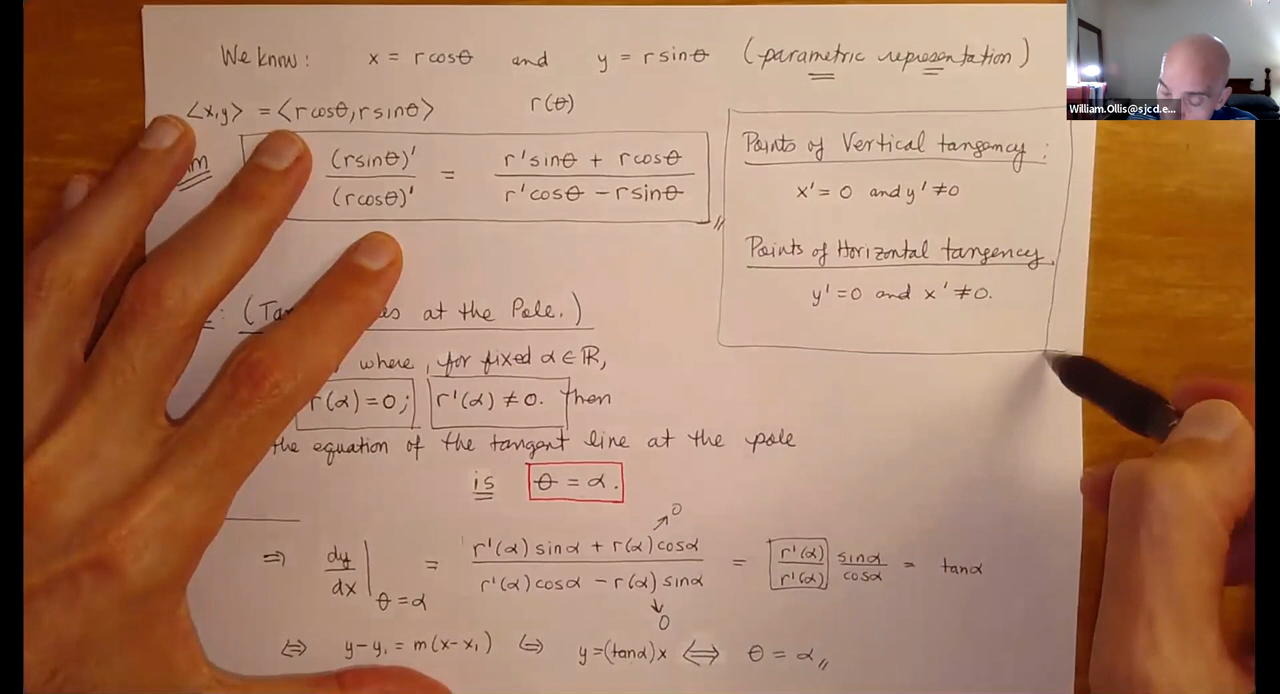 We know: x = rcosθ and y = rsinθ (parametric representation)
<x,y> = <rcosθ, rsinθ> r(θ)
(rsinθ)' / (rcosθ)' = r'sinθ + rcosθ / r'cosθ − rsinθ
Points of Vertical tangency:
x' = 0 and y' ≠ 0
Points of Horizontal tangency.
y' = 0 and x' ≠ 0.
at the Pole.)
where, for fixed α ∈ ℝ,
r(α) = 0; r'(α) ≠ 0. Then
the equation of the tangent line at the pole
is θ = α.
⇒ dy/dx |θ=α = r'(α) sinα + r(α) cosα ↗ 0 / r'(α) cosα − r(α) sinα ↓ 0 = r'(α)/r'(α) sinα/cosα = tanα
⇔ y − y₁ = m(x − x₁) ⇔ y = (tanα)x ⇔ θ = α //
William.Ollis@sjcd.e...